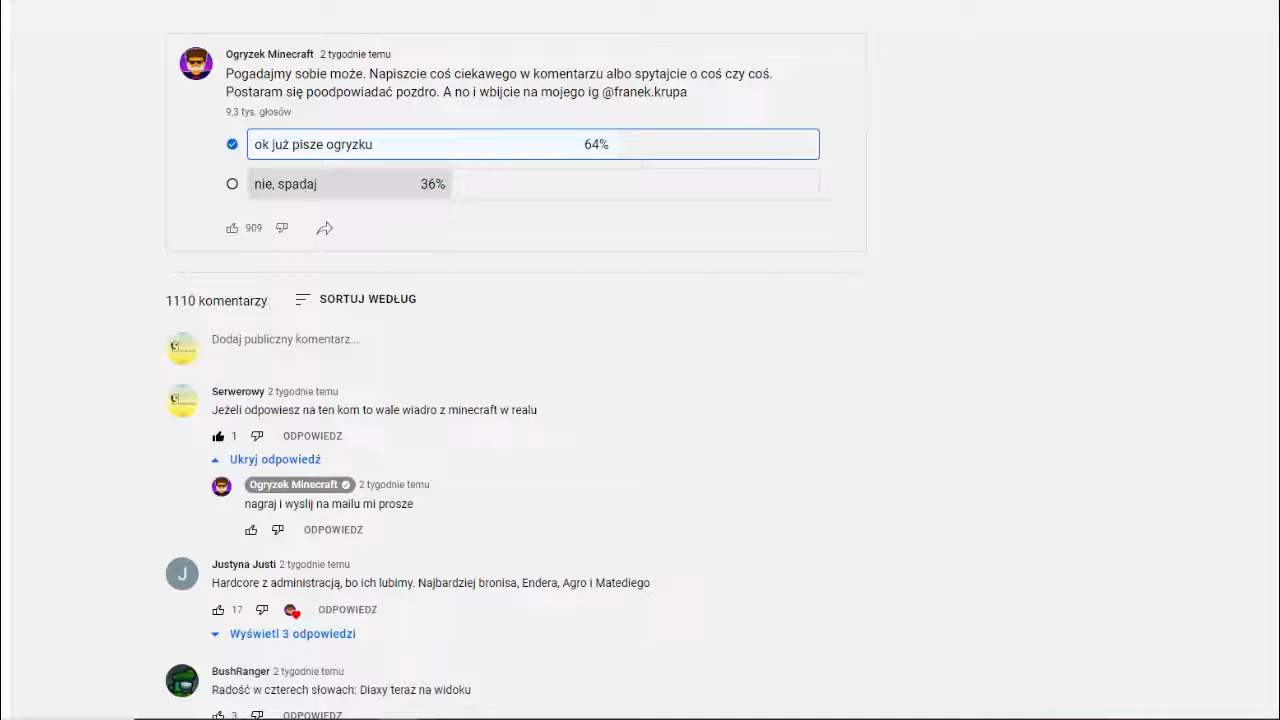 Ogryzek Minecraft 2 tygodnie temu
Pogadajmy sobie może. Napiszcie coś ciekawego w komentarzu albo spytajcie o coś czy coś.
Postaram się poodpowiadać pozdro. A no i wbijcie na mojego ig @franek.krupa
9,3 tys. głosów
ok już pisze ogryzku 64%
nie, spadaj 36%
909
1110 komentarzy SORTUJ WEDŁUG
Dodaj publiczny komentarz...
Serwerowy 2 tygodnie temu
Jeżeli odpowiesz na ten kom to wale wiadro z minecraft w realu
1 ODPOWIEDZ
Ukryj odpowiedź
Ogryzek Minecraft 2 tygodnie temu
nagraj i wyslij na mailu mi prosze
ODPOWIEDZ
J
Justyna Justi 2 tygodnie temu
Hardcore z administracją, bo ich lubimy. Najbardziej bronisa, Endera, Agro i Matediego
17 ODPOWIEDZ
Wyświetl 3 odpowiedzi
BushRanger 2 tygodnie temu
Radość w czterech słowach: Diaxy teraz na widoku
3 ODPOWIEDZ